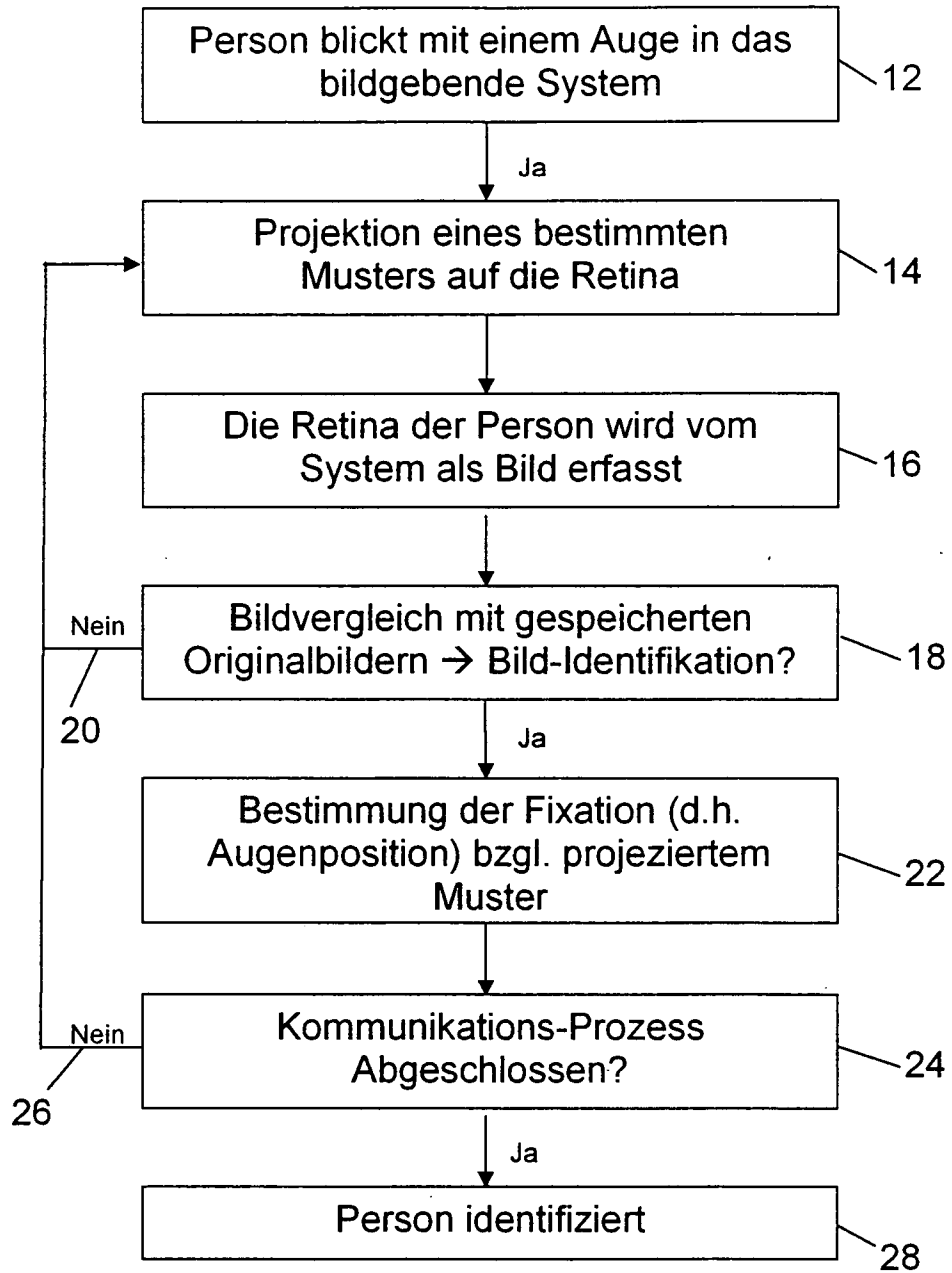 Person blickt mit einem Auge in das
bildgebende System
12
Ja
Projektion eines bestimmten
Musters auf die Retina
14
Die Retina der Person wird vom
System als Bild erfasst
16
Bildvergleich mit gespeicherten
Originalbildern → Bild-Identifikation?
18
Nein
20
Ja
Bestimmung der Fixation (d.h.
Augenposition) bzgl. projeziertem
Muster
22
Kommunikations-Prozess
Abgeschlossen?
24
Nein
26
Ja
Person identifiziert
28